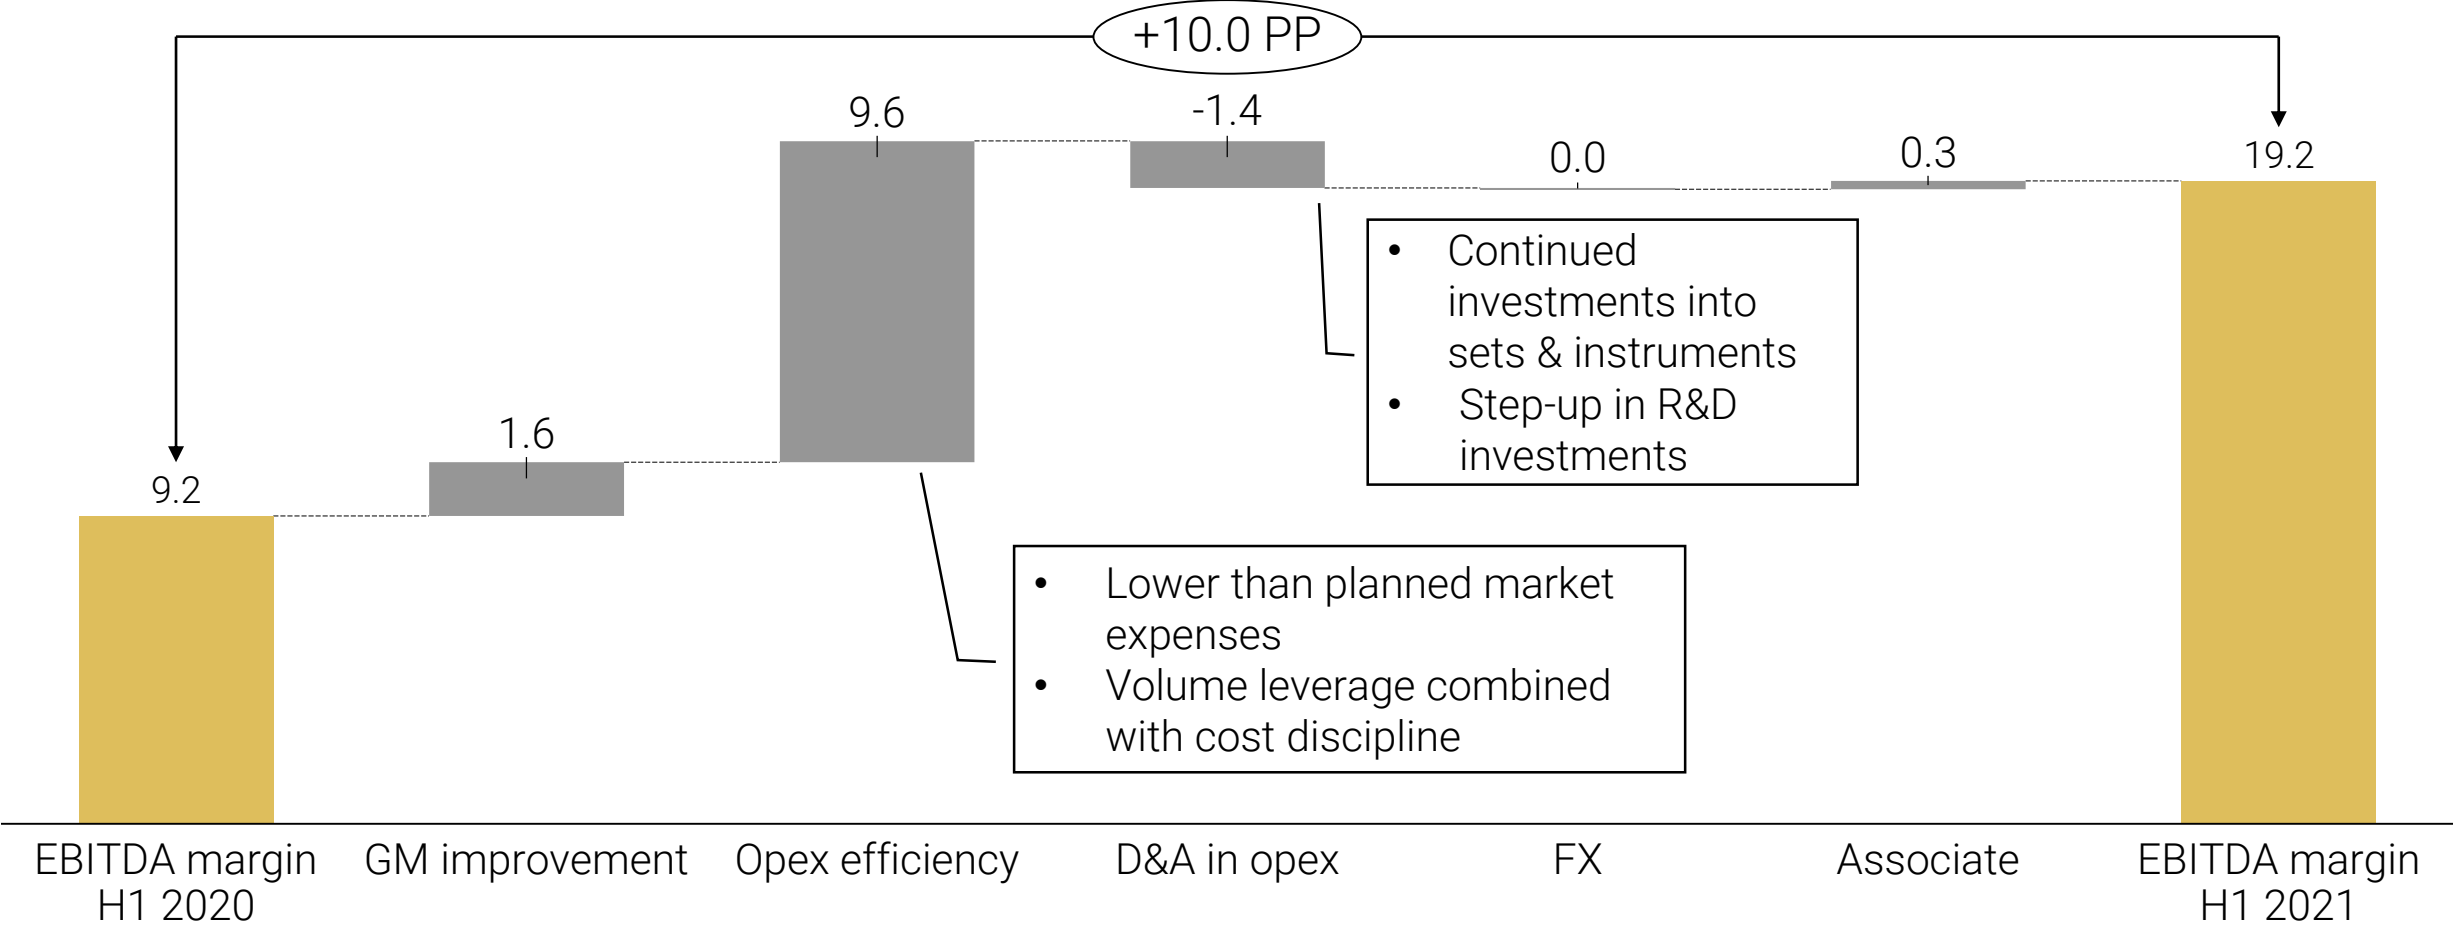 +10.0 PP
9.2
1.6
9.6
-1.4
0.0
0.3
19.2
• Continued
investments into
sets & instruments
• Step-up in R&D
investments
• Lower than planned market
expenses
• Volume leverage combined
with cost discipline
EBITDA margin
H1 2020
GM improvement
Opex efficiency
D&A in opex
FX
Associate
EBITDA margin
H1 2021